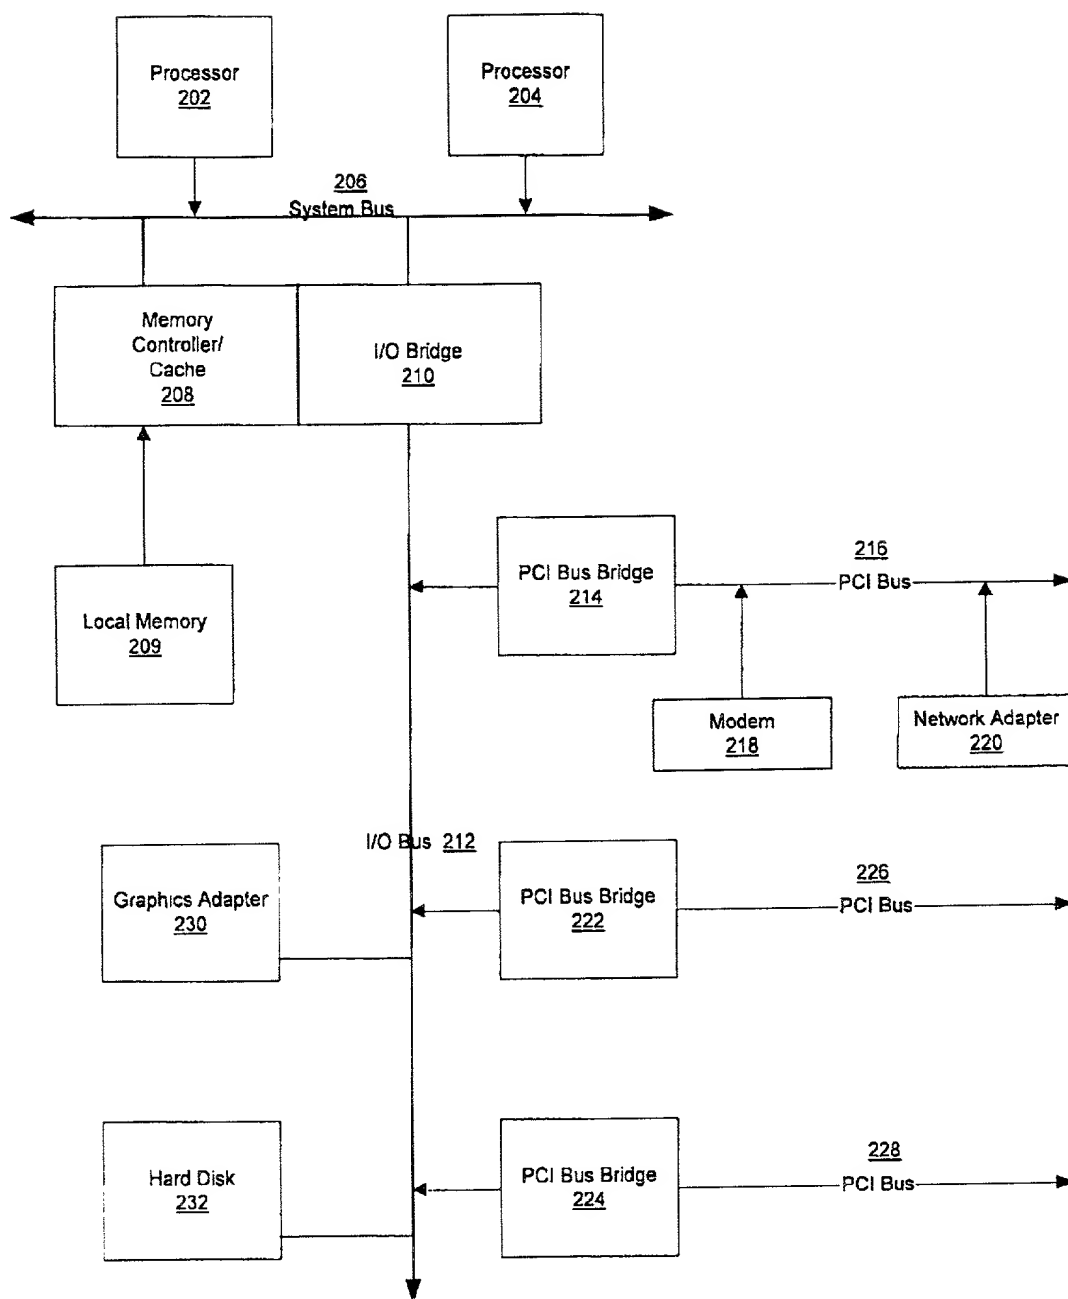 Processor
202
Processor
204
206
System Bus
Memory
Controller/
Cache
208
I/O Bridge
210
PCI Bus Bridge
214
216
PCI Bus
Local Memory
209
Modem
218
Network Adapter
220
I/O Bus 212
Graphics Adapter
230
PCI Bus Bridge
222
226
PCI Bus
Hard Disk
232
PCI Bus Bridge
224
228
PCI Bus